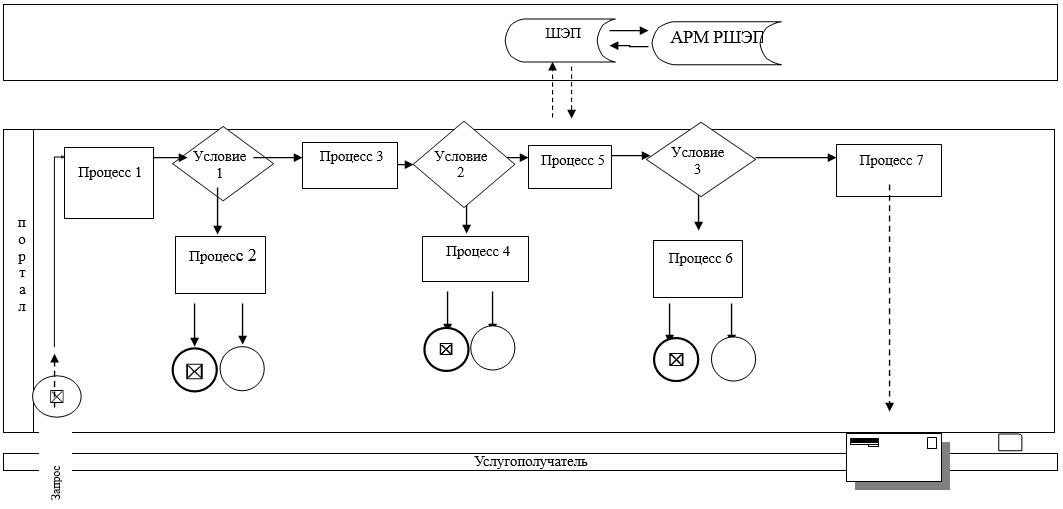 ШЭП
АРМ РШЭП
Процесс 1
Условие
1
Процесс 3
Условие
2
Процесс 5
Условие
3
Процесс 7
Процесс 2
Процесс 4
Процесс 6
портал
Запрос
Услугополучатель